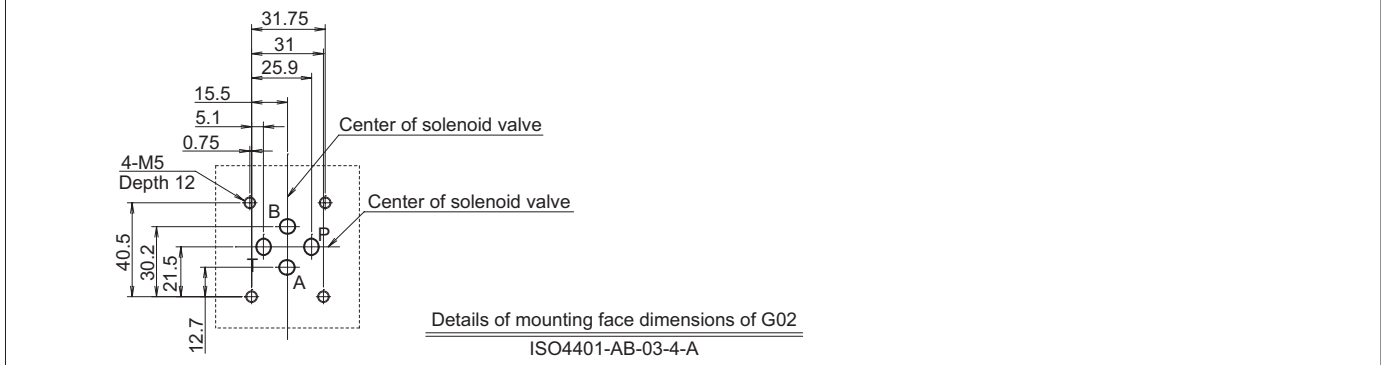 31.75
31
25.9
15.5
5.1
Center of solenoid valve
0.75
4-M5
Depth 12
Center of solenoid valve
B
P
T
A
40.5
30.2
21.5
12.7
Details of mounting face dimensions of G02
ISO4401-AB-03-4-A